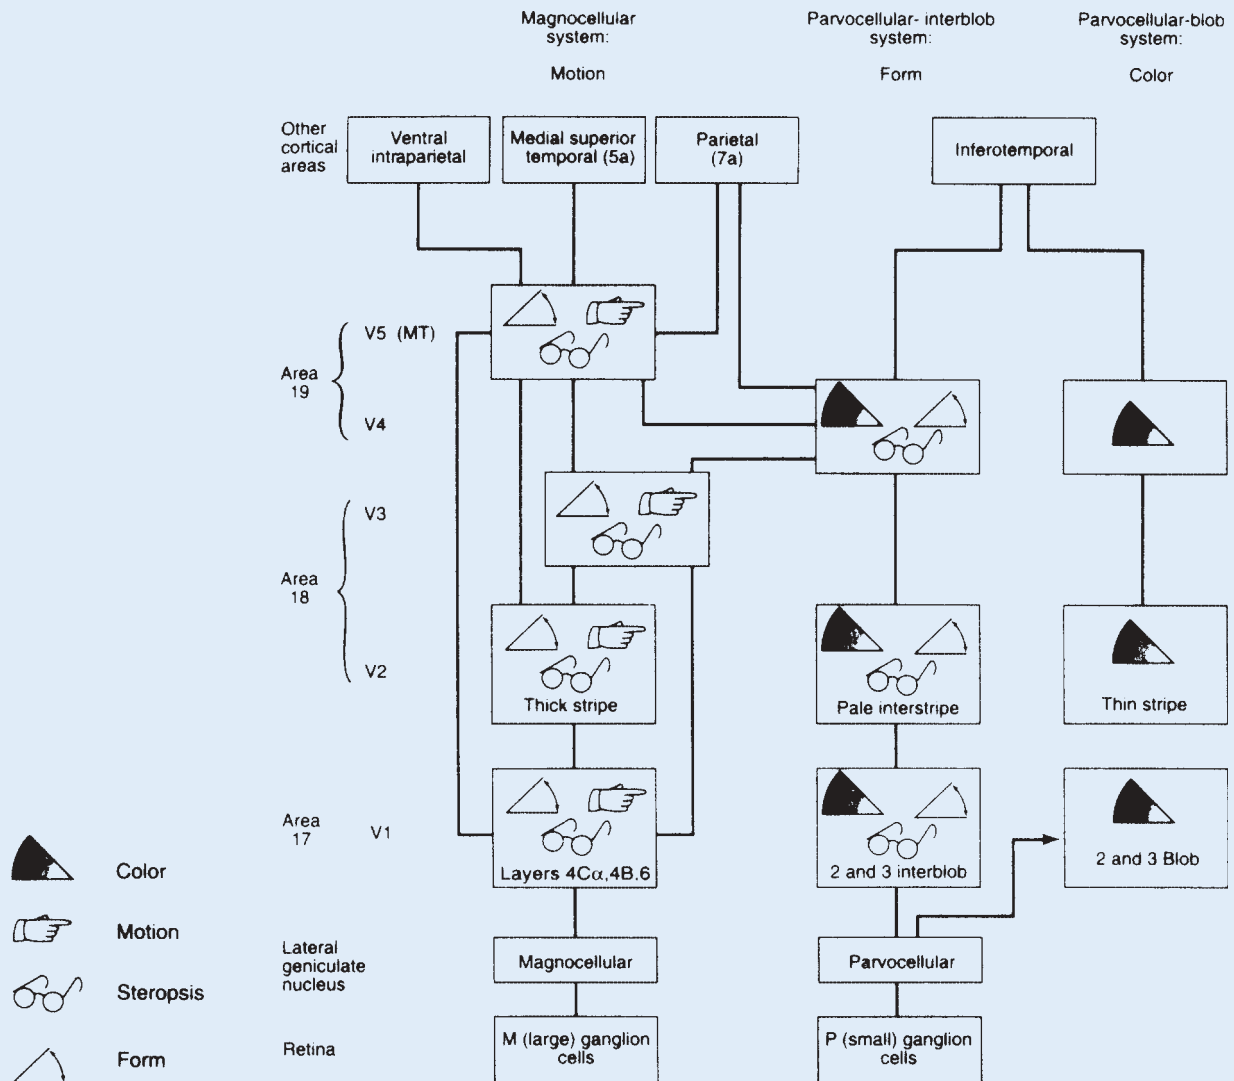 Magnocellular
system:
Motion
Parvocellular- interblob
system:
Form
Parvocellular-blob
system:
Color
Other
cortical
areas
Ventral
intraparietal
Medial superior
temporal (5a)
Parietal
(7a)
Inferotemporal
V5 (MT)
Area
19
V4
V3
Area
18
V2
Thick stripe
Pale interstripe
Thin stripe
Area
17
V1
Layers 4Cα,4B.6
2 and 3 interblob
2 and 3 Blob
Color
Motion
Steropsis
Form
Lateral
geniculate
nucleus
Magnocellular
Parvocellular
Retina
M (large) ganglion
cells
P (small) ganglion
cells